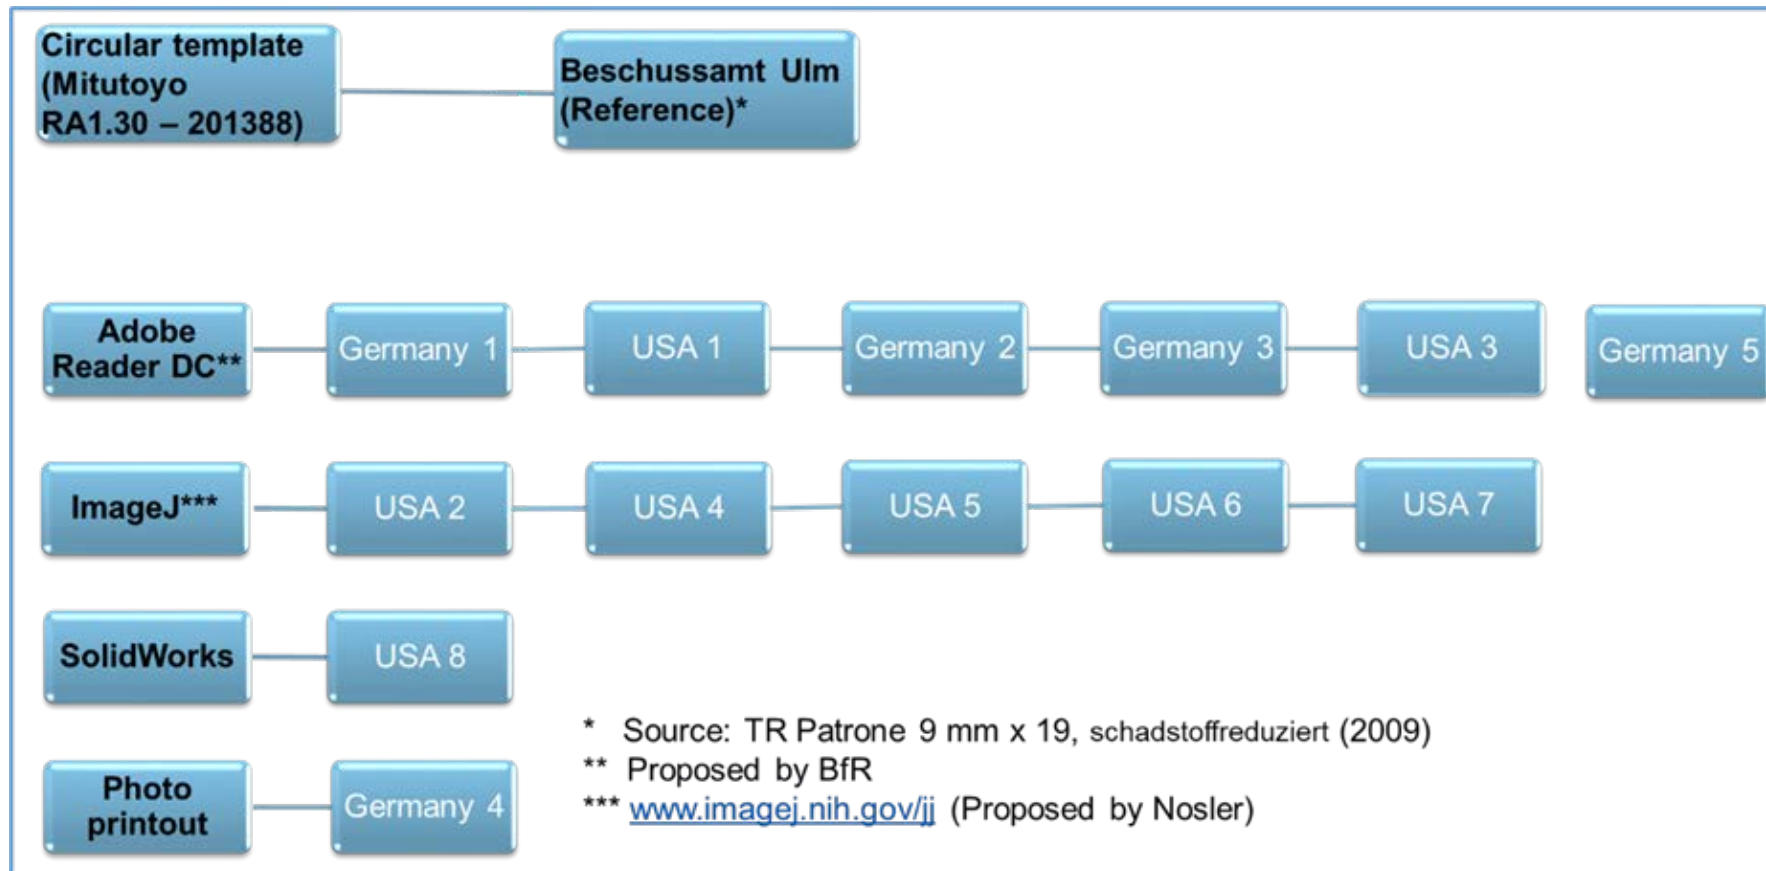 Circular template
(Mitutoyo
RA1.30 – 201388)
Beschussamt Ulm
(Reference)*
Adobe
Reader DC**
Germany 1
USA 1
Germany 2
Germany 3
USA 3
Germany 5
ImageJ***
USA 2
USA 4
USA 5
USA 6
USA 7
SolidWorks
USA 8
Photo
printout
Germany 4
* Source: TR Patrone 9 mm x 19, schadstoffreduziert (2009)
** Proposed by BfR
*** www.imagej.nih.gov/jj (Proposed by Nosler)